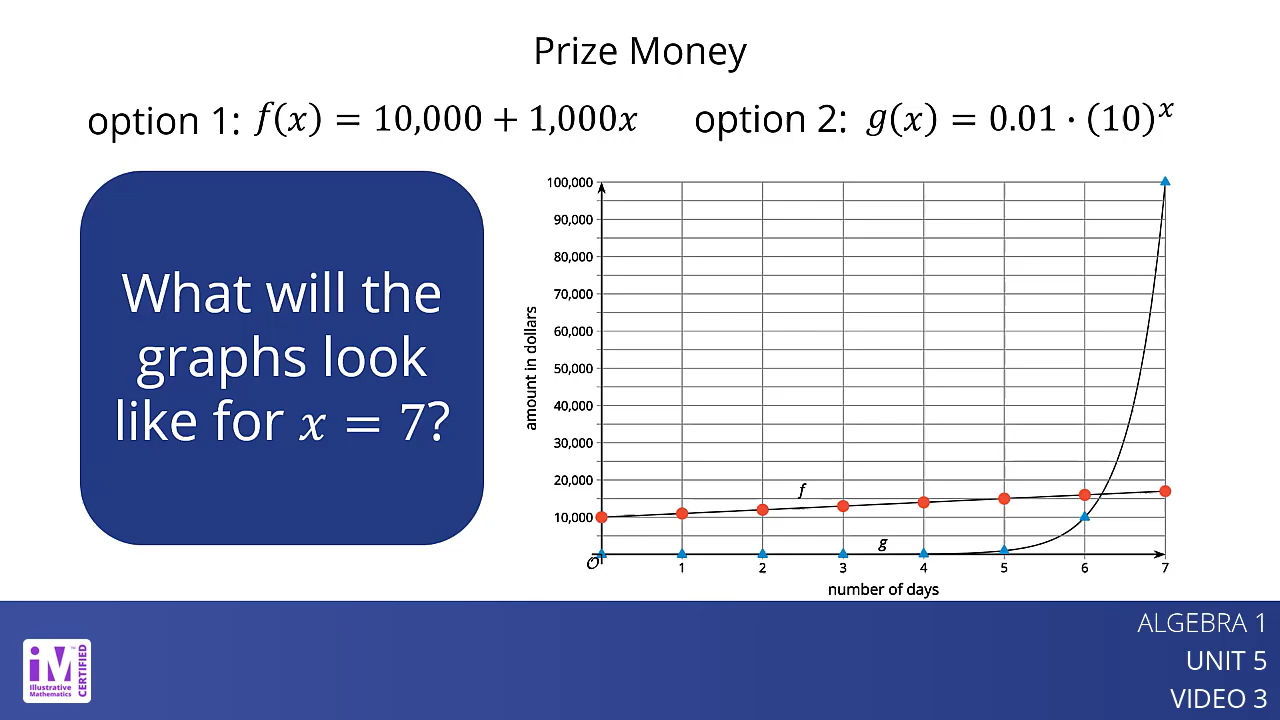 Prize Money
option 1: f(x) = 10,000 + 1,000x
option 2: g(x) = 0.01 · (10)^x
What will the
graphs look
like for x = 7?
amount in dollars
100,000
90,000
80,000
70,000
60,000
50,000
40,000
30,000
20,000
10,000
f
g
O
1 2 3 4 5 6 7
number of days
iM™
Illustrative
Mathematics
CERTIFIED
ALGEBRA 1
UNIT 5
VIDEO 3